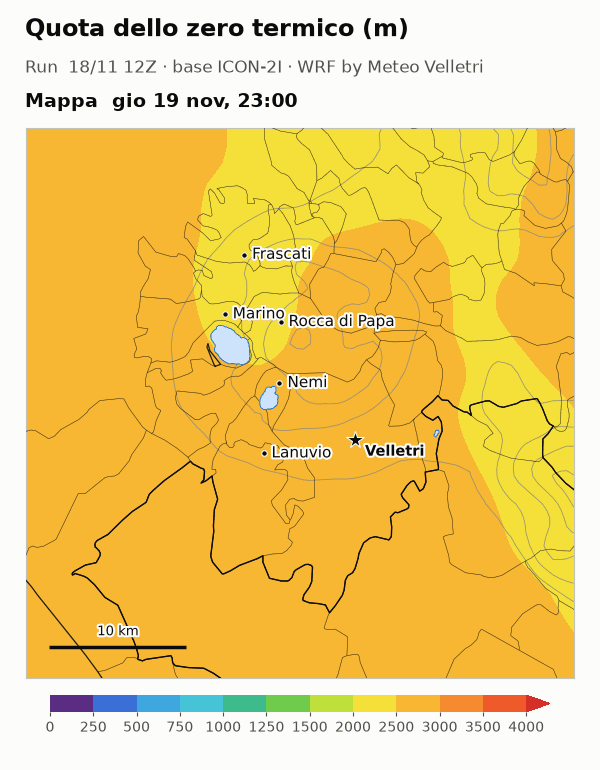 Quota dello zero termico (m)
Run  18/11 12Z · base ICON-2I · WRF by Meteo Velletri
Mappa  gio 19 nov, 23:00
Frascati
Marino
Rocca di Papa
Nemi
Velletri
Lanuvio
10 km
0 250 500 750 1000 1250 1500 2000 2500 3000 3500 4000